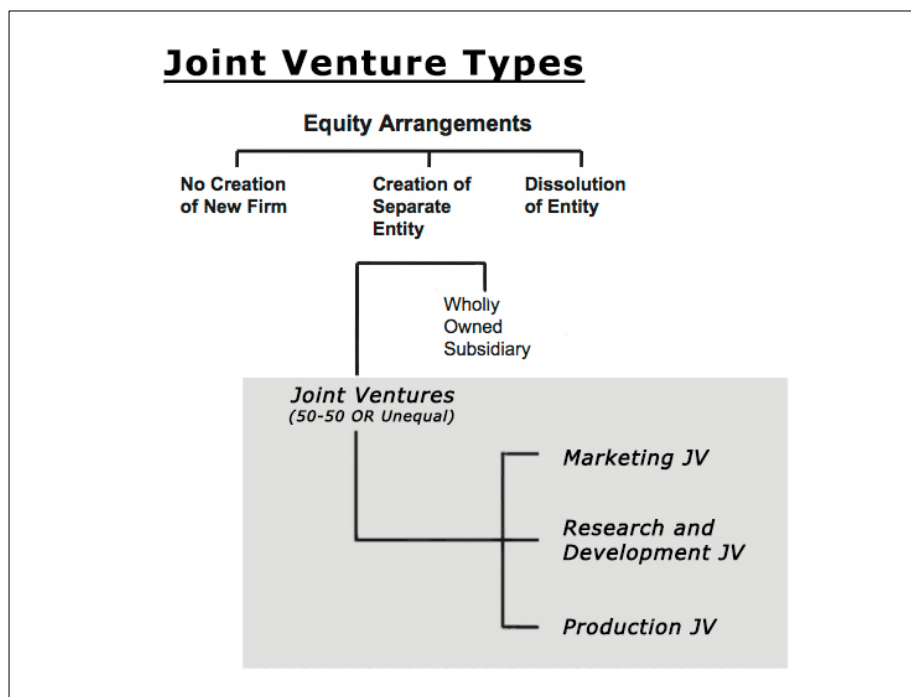 Joint Venture Types
Equity Arrangements
No Creation
of New Firm
Creation of
Separate
Entity
Dissolution
of Entity
Wholly
Owned
Subsidiary
Joint Ventures
(50-50 OR Unequal)
Marketing JV
Research and
Development JV
Production JV